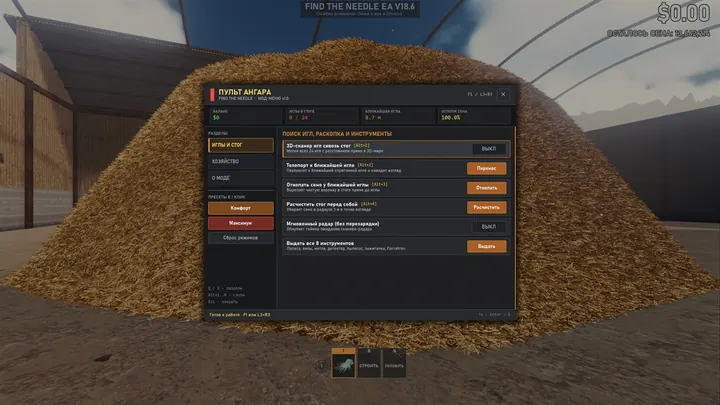 FIND THE NEEDLE EA V18.6
$0.00
ОСТАЛОСЬ СЕНА:
ПУЛЬТ АНГАРА
FIND THE NEEDLE · МОД-МЕНЮ
F1 / L3+R3
×
БАЛАНС
$0
ИГЛЫ В СТОГЕ
0 / 24
БЛИЖАЙШАЯ ИГЛА
8.7 m
100.0%
РАЗДЕЛЫ
ИГЛЫ И СТОГ
ХОЗЯЙСТВО
О МОДЕ
ПРЕСЕТЫ В 1 КЛИК
Комфорт
Максимум
Сброс режимов
ПОИСК ИГЛ, РАСКОПКА И ИНСТРУМЕНТЫ
3D-сканер игл сквозь стог [Alt+1]
ВЫКЛ
Телепорт к ближайшей игле [Alt+2]
Перенос
Откопать сено у ближайшей иглы [Alt+3]
Откопать
Расчистить стог перед собой [Alt+4]
Расчистить
Мгновенный радар (без перезарядки)
ВЫКЛ
Выдать все 8 инструментов
Выдать
Готов к работе · F1 или L3+R3
1
СТРОИТЬ